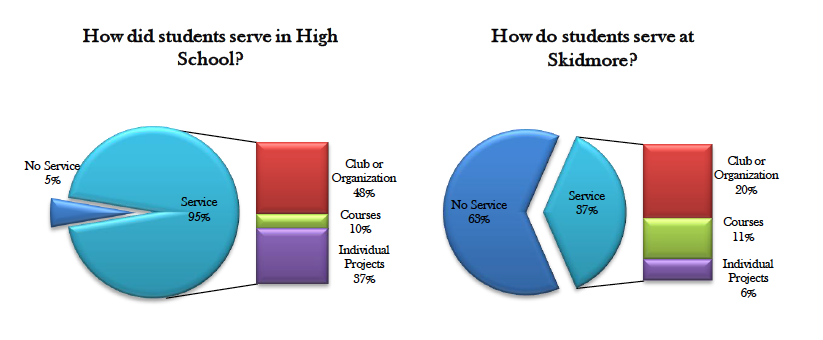 How did students serve in High
School?
No Service
5%
Service
95%
Club or
Organization
48%
Courses
10%
Individual
Projects
37%
How do students serve at
Skidmore?
No Service
63%
Service
37%
Club or
Organization
20%
Courses
11%
Individual
Projects
6%